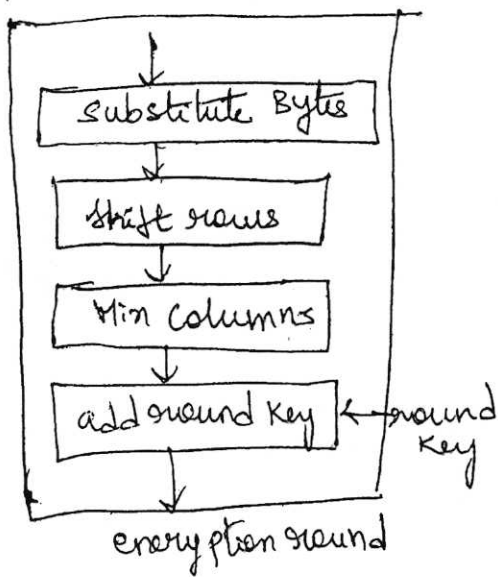 Substitute Bytes
Shift rows
Mix Columns
add round key
round
key
encryption round